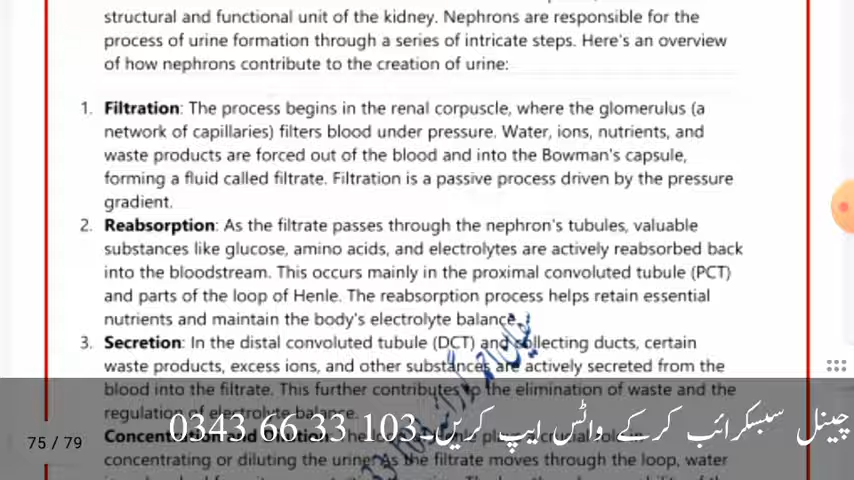 structural and functional unit of the kidney. Nephrons are responsible for the
process of urine formation through a series of intricate steps. Here's an overview
of how nephrons contribute to the creation of urine:
1. Filtration: The process begins in the renal corpuscle, where the glomerulus (a
network of capillaries) filters blood under pressure. Water, ions, nutrients, and
waste products are forced out of the blood and into the Bowman's capsule,
forming a fluid called filtrate. Filtration is a passive process driven by the pressure
gradient.
2. Reabsorption: As the filtrate passes through the nephron's tubules, valuable
substances like glucose, amino acids, and electrolytes are actively reabsorbed back
into the bloodstream. This occurs mainly in the proximal convoluted tubule (PCT)
and parts of the loop of Henle. The reabsorption process helps retain essential
nutrients and maintain the body's electrolyte balance.
3. Secretion: In the distal convoluted tubule (DCT) and collecting ducts, certain
waste products, excess ions, and other substances are actively secreted from the
blood into the filtrate. This further contributes to the elimination of waste and the
regulation of electrolyte balance.
چینل سبسکرائب کرکے واٹس ایپ کریں۔0343 66 33 103
75 / 79
Concentration and Dilution: The plays crucial role in
concentrating or diluting the urine. As the filtrate moves through the loop, water